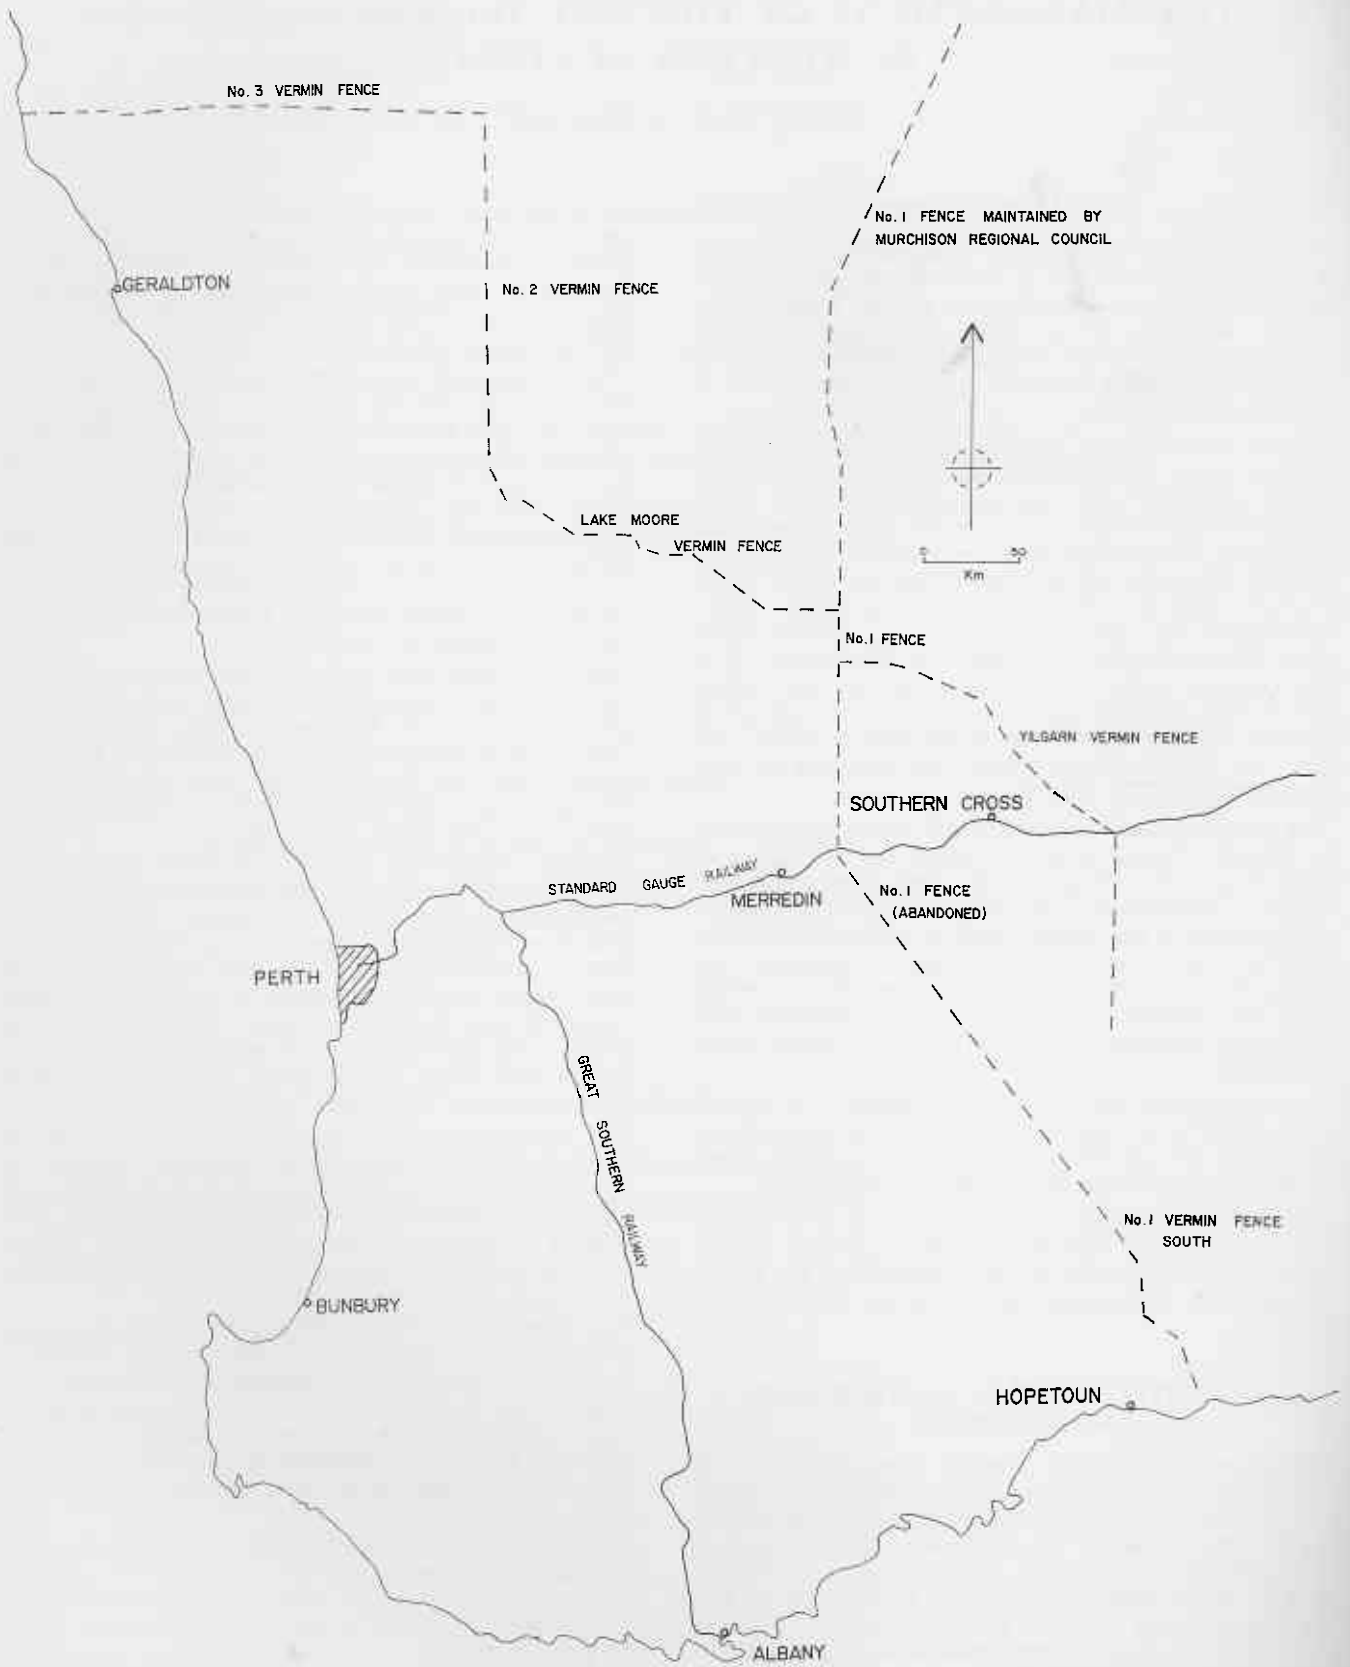 No. 3 VERMIN FENCE
No. 1 FENCE MAINTAINED BY
MURCHISON REGIONAL COUNCIL
GERALDTON
No. 2 VERMIN FENCE
LAKE MOORE
VERMIN FENCE
0 50
Km
No. 1 FENCE
YILGARN VERMIN FENCE
SOUTHERN CROSS
STANDARD GAUGE RAILWAY
MERREDIN
No. 1 FENCE
(ABANDONED)
PERTH
GREAT SOUTHERN RAILWAY
No. 1 VERMIN FENCE
SOUTH
BUNBURY
HOPETOUN
ALBANY